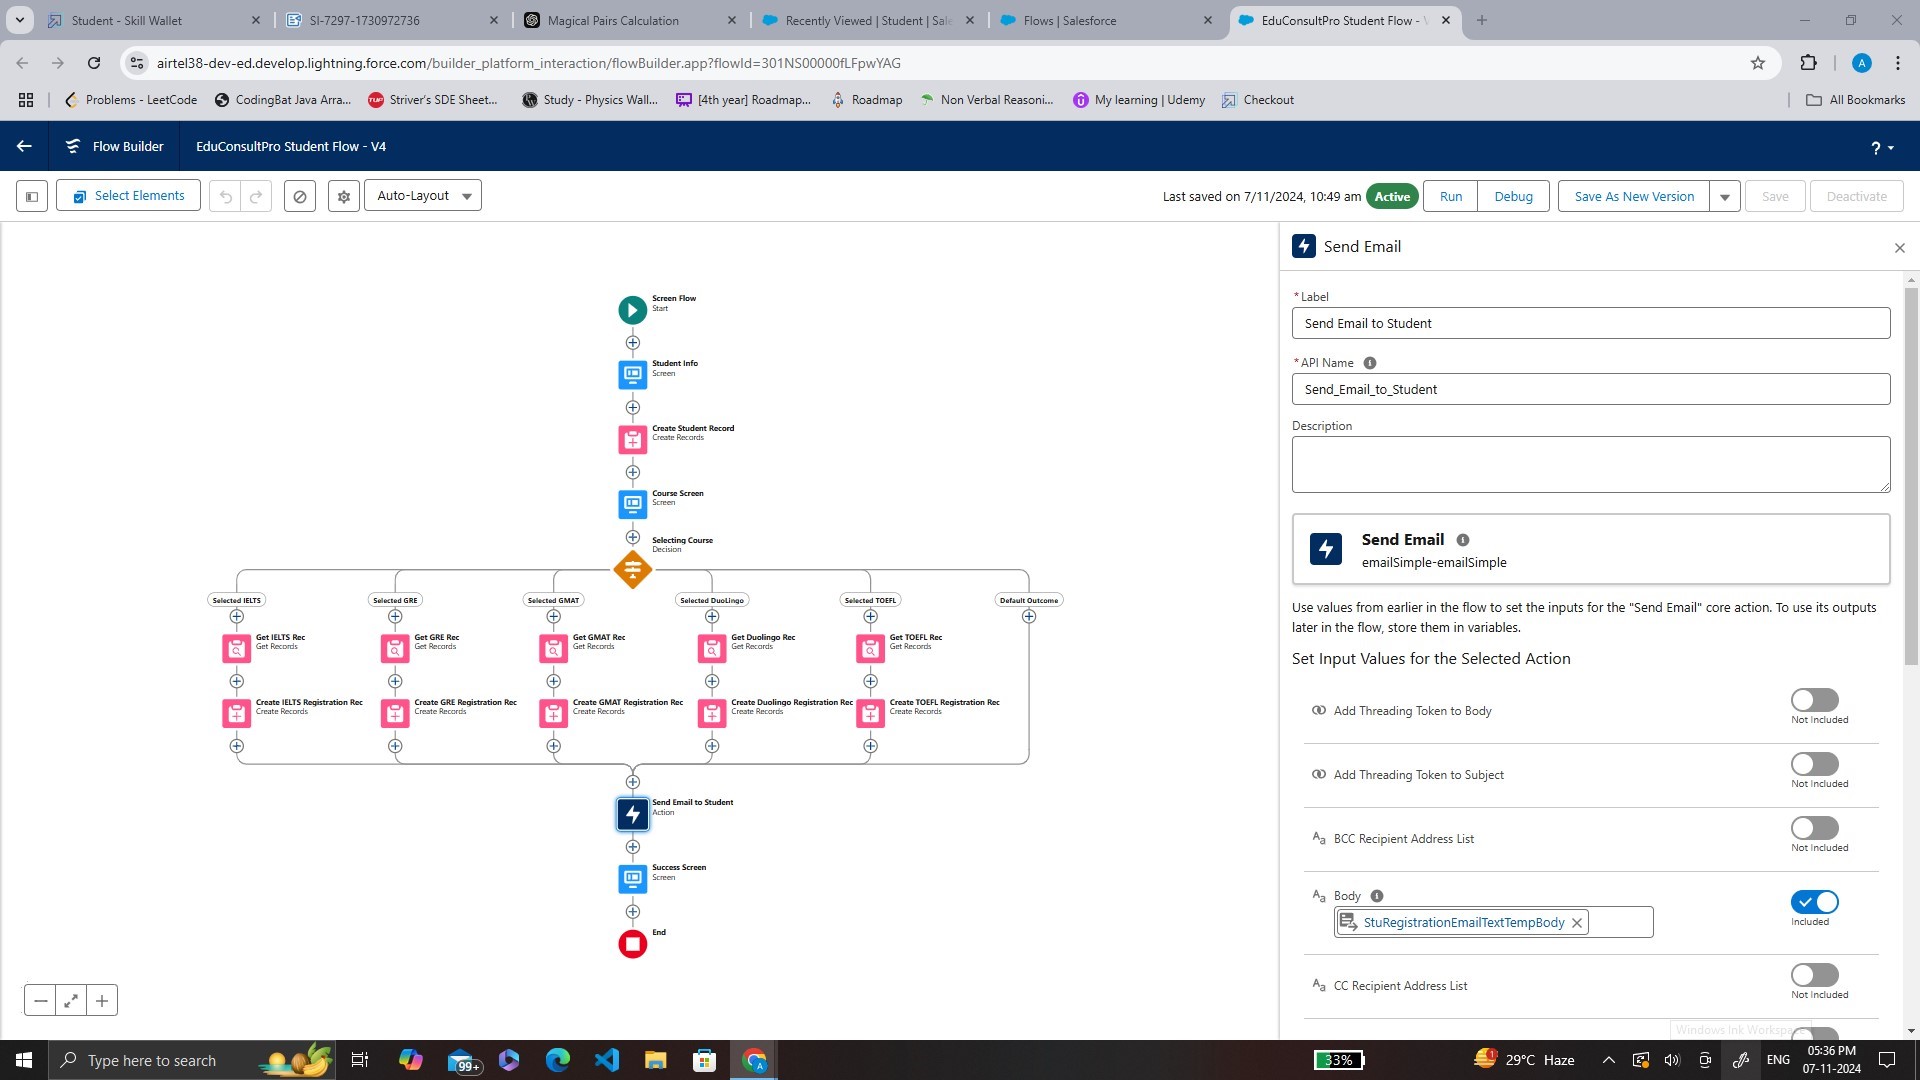 Student - Skill Wallet
SI-7297-1730972736
Magical Pairs Calculation
Recently Viewed | Student | Sale
Flows | Salesforce
EduConsultPro Student Flow - V
airtel38-dev-ed.develop.lightning.force.com/builder_platform_interaction/flowBuilder.app?flowId=301NS00000fLFpwYAG
A
Problems - LeetCode
CodingBat Java Arra...
Striver's SDE Sheet...
Study - Physics Wall...
[4th year] Roadmap...
Roadmap
Non Verbal Reasoni...
My learning | Udemy
Checkout
All Bookmarks
Flow Builder
EduConsultPro Student Flow - V4
?
Select Elements
Auto-Layout
Last saved on 7/11/2024, 10:49 am
Active
Run
Debug
Save As New Version
Save
Deactivate
Screen Flow
Start
Student Info
Screen
Create Student Record
Create Records
Course Screen
Screen
Selecting Course
Decision
Selected IELTS
Selected GRE
Selected GMAT
Selected DuoLingo
Selected TOEFL
Default Outcome
Get IELTS Rec
Get Records
Get GRE Rec
Get Records
Get GMAT Rec
Get Records
Get Duolingo Rec
Get Records
Get TOEFL Rec
Get Records
Create IELTS Registration Rec
Create Records
Create GRE Registration Rec
Create Records
Create GMAT Registration Rec
Create Records
Create Duolingo Registration Rec
Create Records
Create TOEFL Registration Rec
Create Records
Send Email to Student
Action
Success Screen
Screen
End
Send Email
* Label
Send Email to Student
* API Name
Send_Email_to_Student
Description
Send Email
emailSimple-emailSimple
Use values from earlier in the flow to set the inputs for the "Send Email" core action. To use its outputs
later in the flow, store them in variables.
Set Input Values for the Selected Action
Add Threading Token to Body
Not Included
Add Threading Token to Subject
Not Included
Aa BCC Recipient Address List
Not Included
Aa Body
StuRegistrationEmailTextTempBody
Included
Aa CC Recipient Address List
Not Included
Windows Ink Workspace
Type here to search
99+
33%
1
29°C Haze
ENG
05:36 PM
07-11-2024